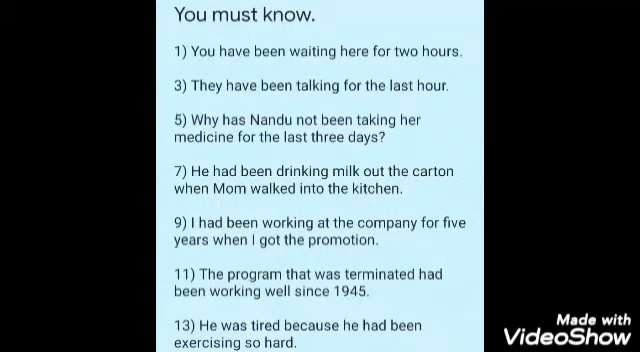 You must know.
1) You have been waiting here for two hours.
3) They have been talking for the last hour.
5) Why has Nandu not been taking her
medicine for the last three days?
7) He had been drinking milk out the carton
when Mom walked into the kitchen.
9) I had been working at the company for five
years when I got the promotion.
11) The program that was terminated had
been working well since 1945.
13) He was tired because he had been
exercising so hard.
Made with
VideoShow